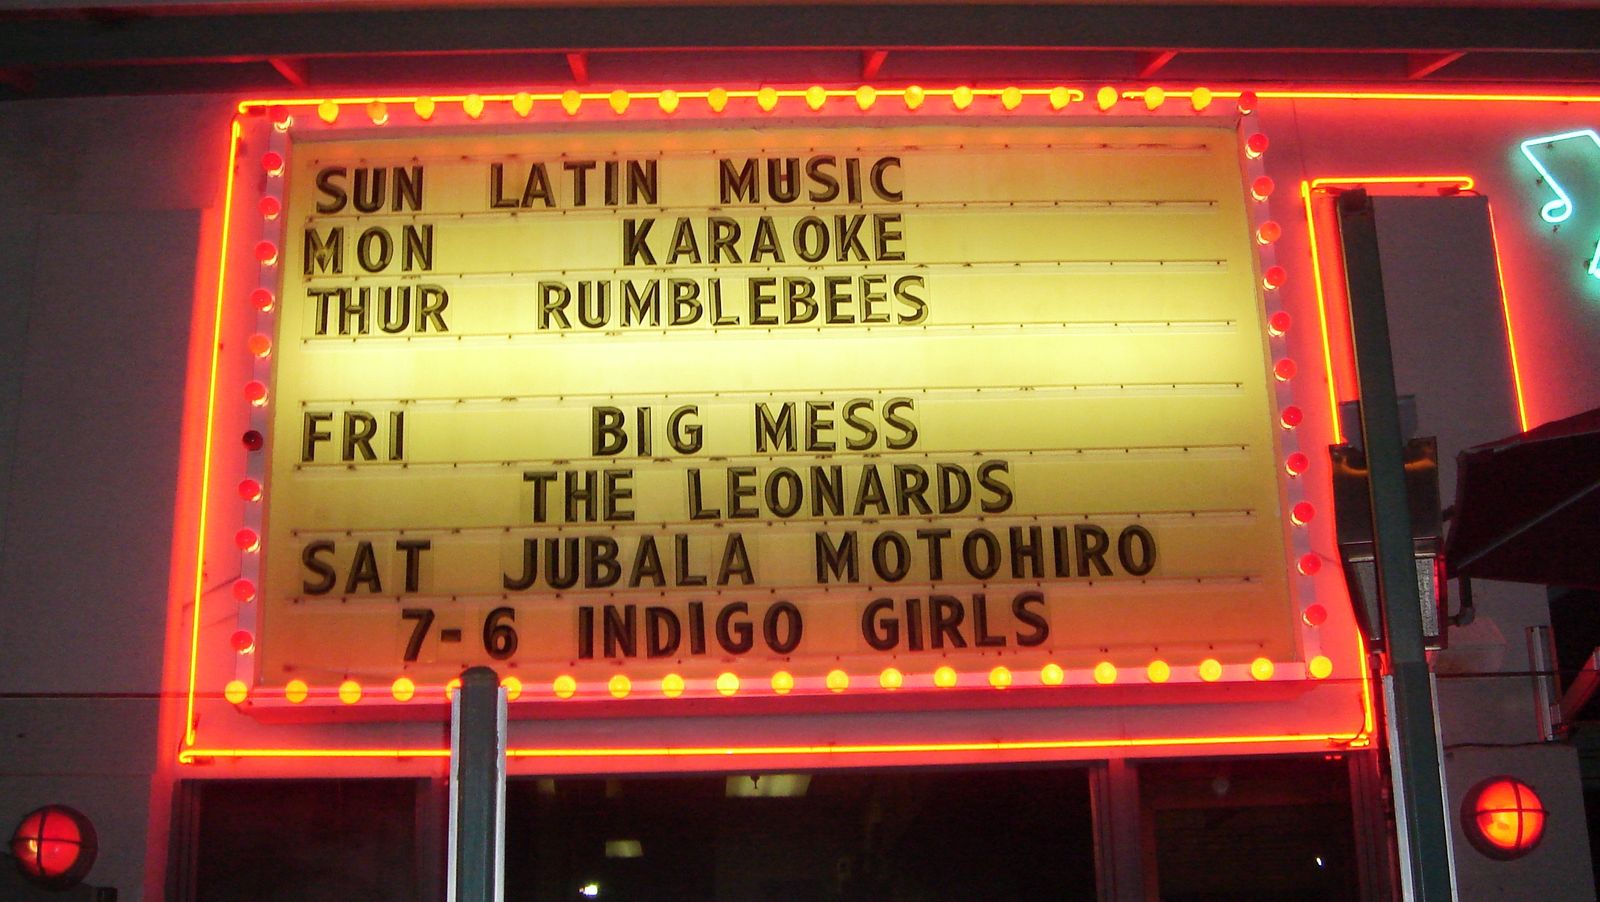 SUN LATIN MUSIC
MON KARAOKE
THUR RUMBLEBEES
FRI BIG MESS
THE LEONARDS
SAT JUBALA MOTOHIRO
7-6 INDIGO GIRLS